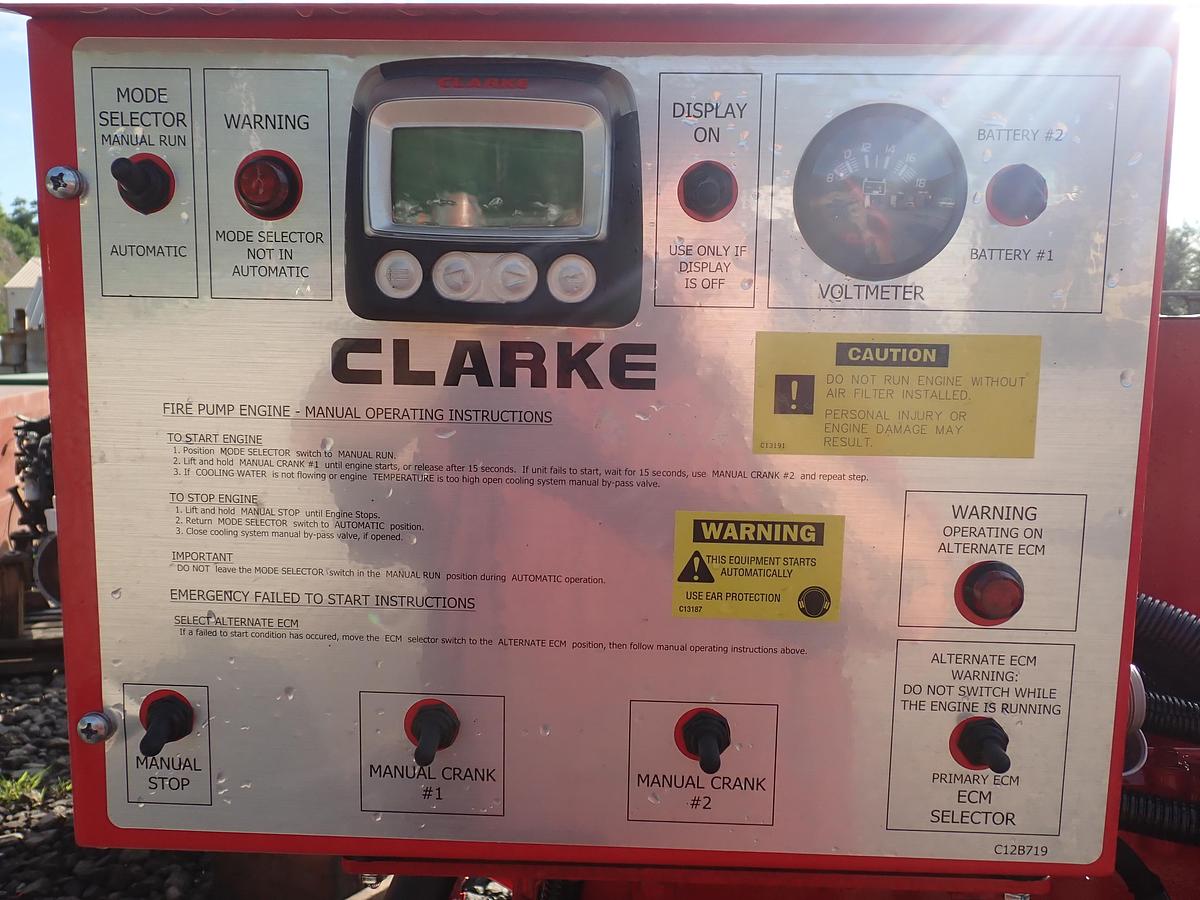 MODE
SELECTOR
MANUAL RUN
AUTOMATIC
WARNING
MODE SELECTOR
NOT IN
AUTOMATIC
CLARKE
DISPLAY
ON
USE ONLY IF
DISPLAY
IS OFF
8 10 12 14 16 18
VOLTMETER
BATTERY #2
BATTERY #1
CLARKE
CAUTION
DO NOT RUN ENGINE WITHOUT
AIR FILTER INSTALLED.
PERSONAL INJURY OR
ENGINE DAMAGE MAY
RESULT.
C13191
FIRE PUMP ENGINE - MANUAL OPERATING INSTRUCTIONS
TO START ENGINE
1. Position MODE SELECTOR switch to MANUAL RUN.
2. Lift and hold MANUAL CRANK #1 until engine starts, or release after 15 seconds. If unit fails to start, wait for 15 seconds, use MANUAL CRANK #2 and repeat step.
3. If COOLING WATER is not flowing or engine TEMPERATURE is too high open cooling system manual by-pass valve.
TO STOP ENGINE
1. Lift and hold MANUAL STOP until Engine Stops.
2. Return MODE SELECTOR switch to AUTOMATIC position.
3. Close cooling system manual by-pass valve, if opened.
IMPORTANT
DO NOT leave the MODE SELECTOR switch in the MANUAL RUN position during AUTOMATIC operation.
EMERGENCY FAILED TO START INSTRUCTIONS
SELECT ALTERNATE ECM
If a failed to start condition has occured, move the ECM selector switch to the ALTERNATE ECM position, then follow manual operating instructions above.
WARNING
THIS EQUIPMENT STARTS
AUTOMATICALLY
USE EAR PROTECTION
C13187
WARNING
OPERATING ON
ALTERNATE ECM
ALTERNATE ECM
WARNING:
DO NOT SWITCH WHILE
THE ENGINE IS RUNNING
PRIMARY ECM
ECM
SELECTOR
MANUAL
STOP
MANUAL CRANK
#1
MANUAL CRANK
#2
C12B719